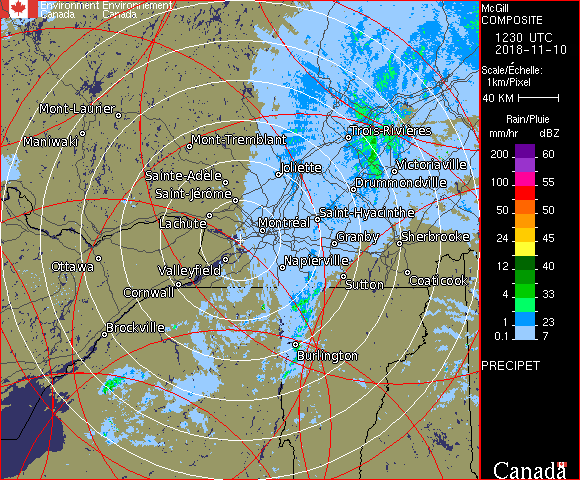 Environment Environnement
Canada Canada
McGill
COMPOSITE
1230 UTC
2018-11-10
Scale/Échelle:
1km/Pixel
40 KM
Rain/Pluie
mm/hr dBZ
200 60
100 55
50 50
24 45
12 40
4 33
2 23
0.1 7
PRECIPET
Canada
Mont-Laurier
Maniwaki
Mont-Tremblant
Trois-Rivières
Joliette
Victoriaville
Sainte-Adèle
Drummondville
Saint-Jérôme
Saint-Hyacinthe
Lachute
Montréal
Granby
Sherbrooke
Ottawa
Valleyfield
Napierville
Sutton
Coaticook
Cornwall
Brockville
Burlington